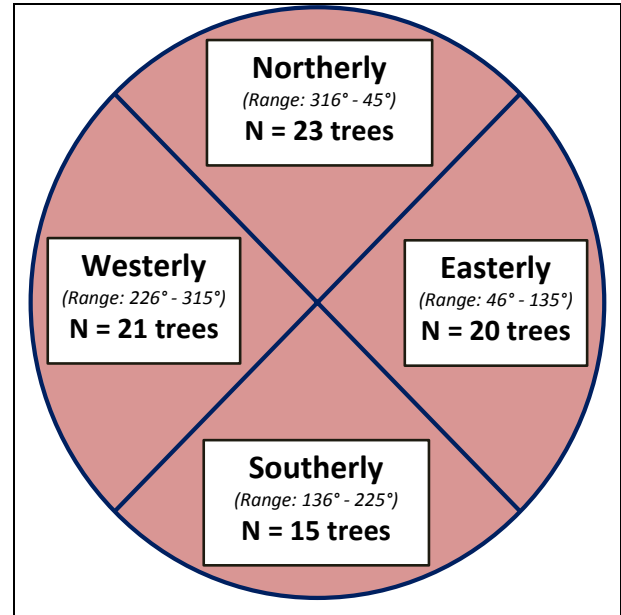 Northerly
(Range: 316° - 45°)
N = 23 trees
Westerly
(Range: 226° - 315°)
N = 21 trees
Easterly
(Range: 46° - 135°)
N = 20 trees
Southerly
(Range: 136° - 225°)
N = 15 trees